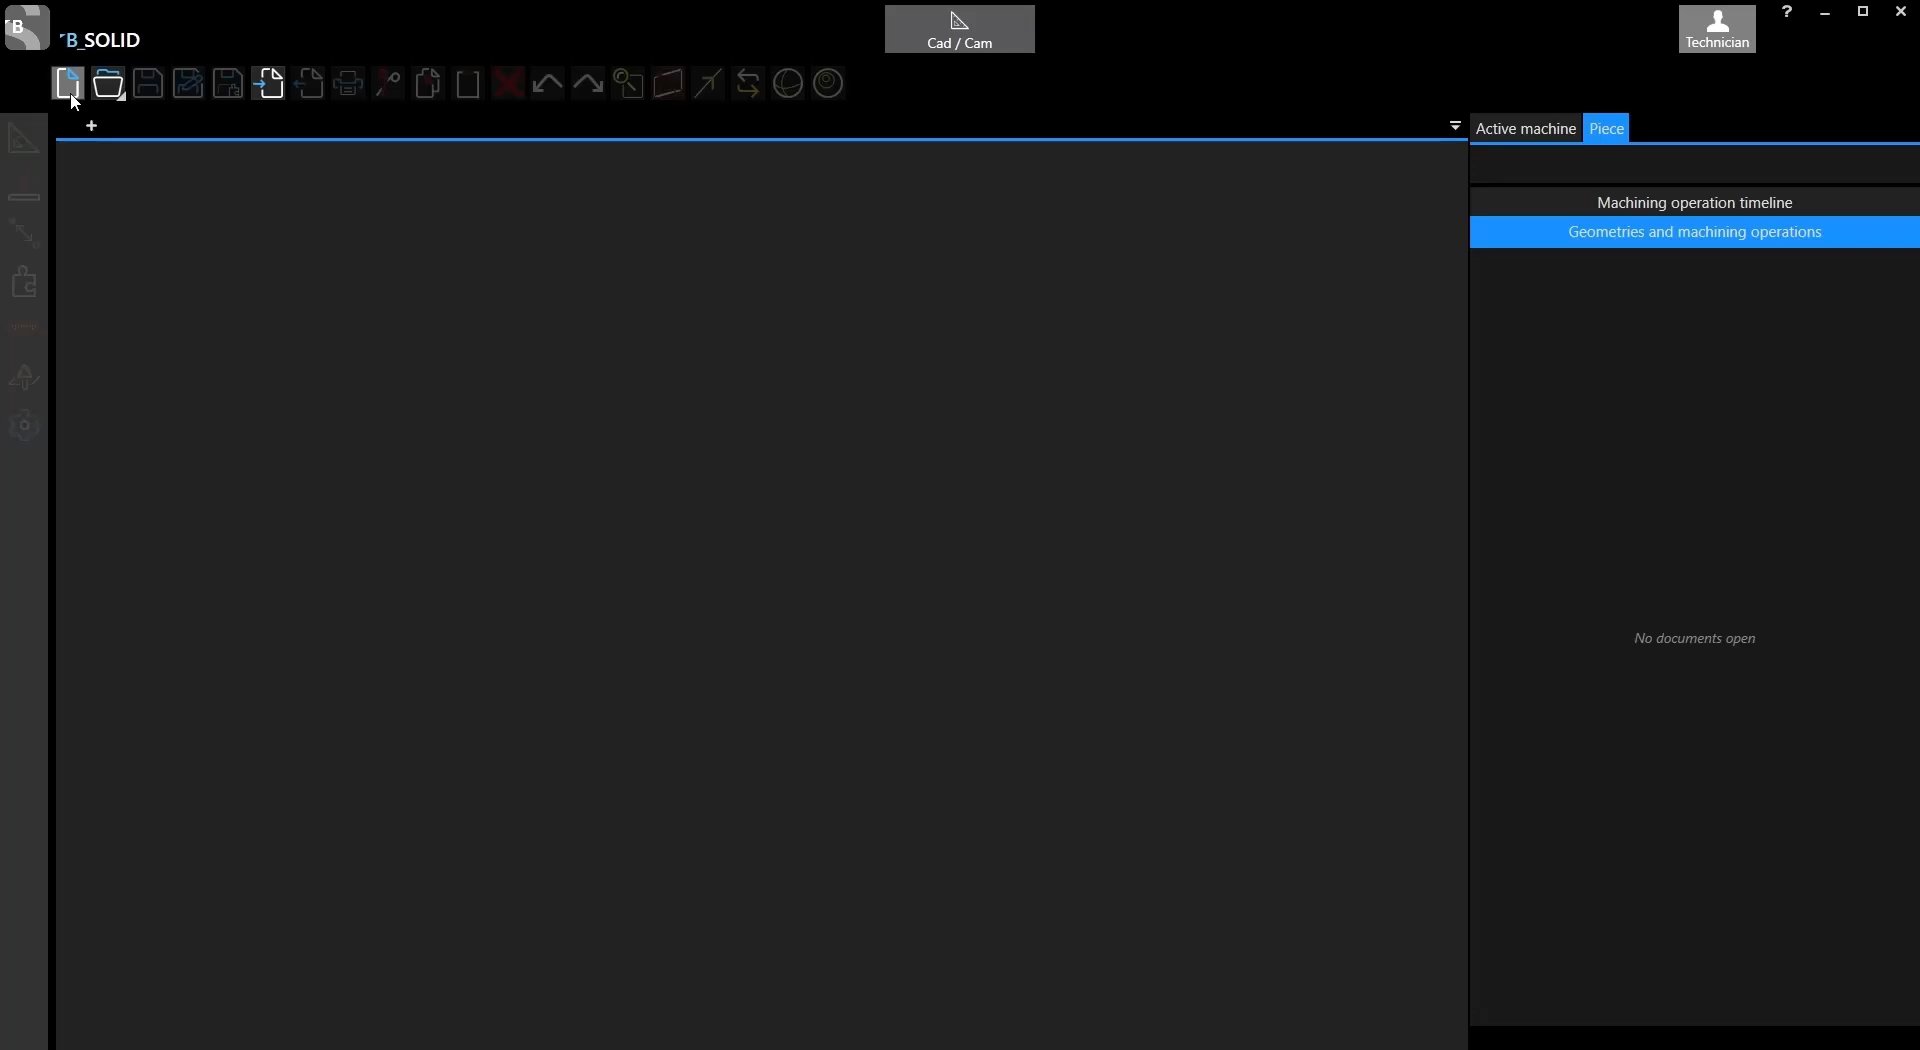 B
B_SOLID
Cad / Cam
Technician
?
+
Active machine
Piece
Machining operation timeline
Geometries and machining operations
No documents open